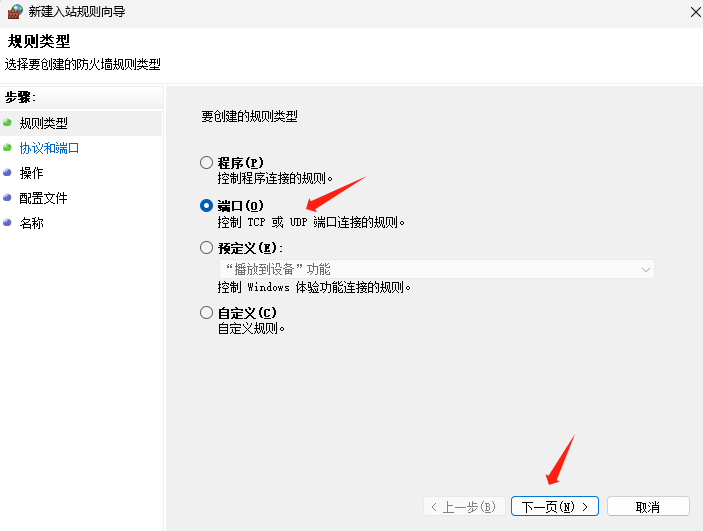 新建入站规则向导
规则类型
选择要创建的防火墙规则类型
步骤:
规则类型
协议和端口
操作
配置文件
名称
要创建的规则类型
程序(P)
控制程序连接的规则。
端口(O)
控制 TCP 或 UDP 端口连接的规则。
预定义(E):
“播放到设备”功能
控制 Windows 体验功能连接的规则。
自定义(C)
自定义规则。
< 上一步(B)
下一页(N) >
取消